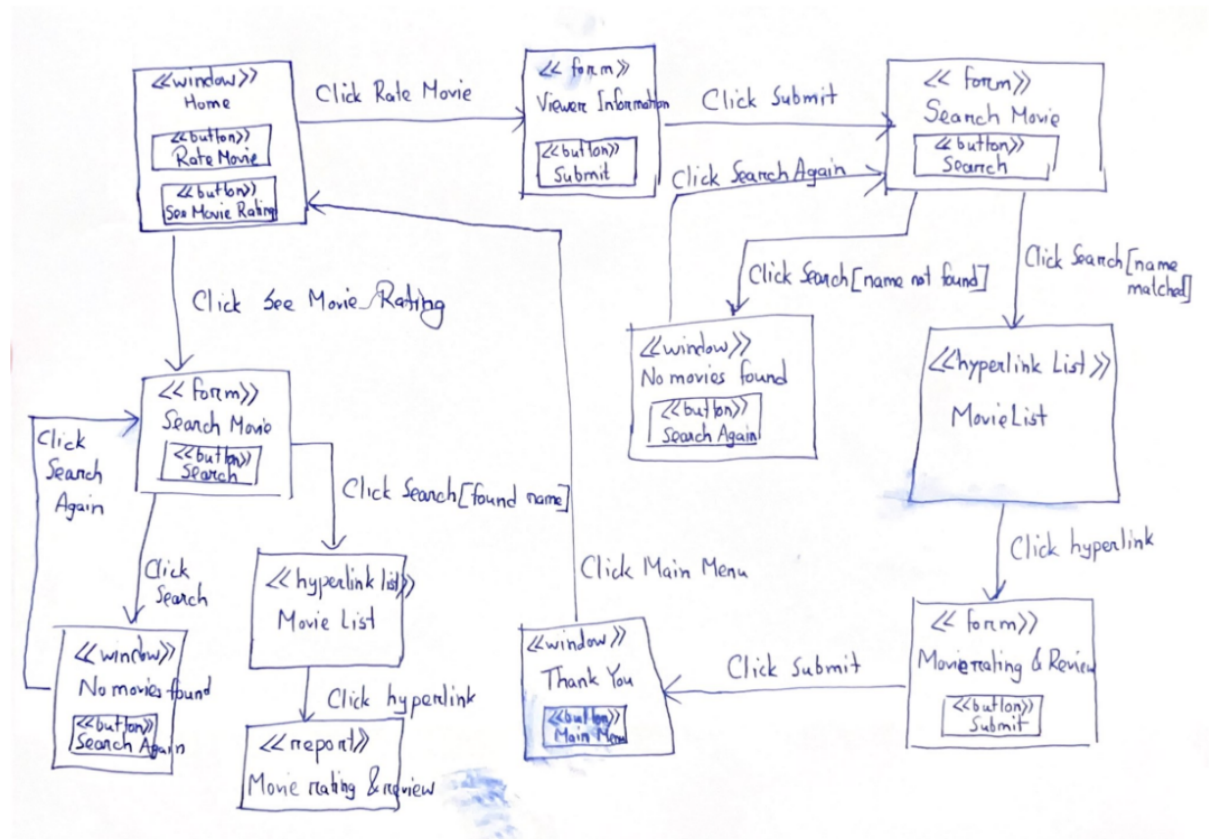 <<window>>
Home
<<button>>
Rate Movie
<<button>>
See Movie Rating
Click Rate Movie
<< form>>
Viewer Information
<<button>>
Submit
Click Submit
<< form>>
Search Movie
<<button>>
Search
Click Search Again
Click Search[name not found]
Click Search[name
matched]
Click See Movie Rating
<<window>>
No movies found
<<button>>
Search Again
<<hyperlink List>>
MovieList
<< form>>
Search Movie
<<button>>
Search
Click
Search
Again
Click Search[found name]
Click hyperlink
Click
Search
<<hyperlink list>>
Movie List
Click Main Menu
<<window>>
No movies found
<<button>>
Search Again
Click hyperlink
<<report>>
Movie rating & review
<<window>>
Thank You
<<button>>
Main Menu
Click Submit
<< form>>
Movie rating & Review
<<button>>
Submit